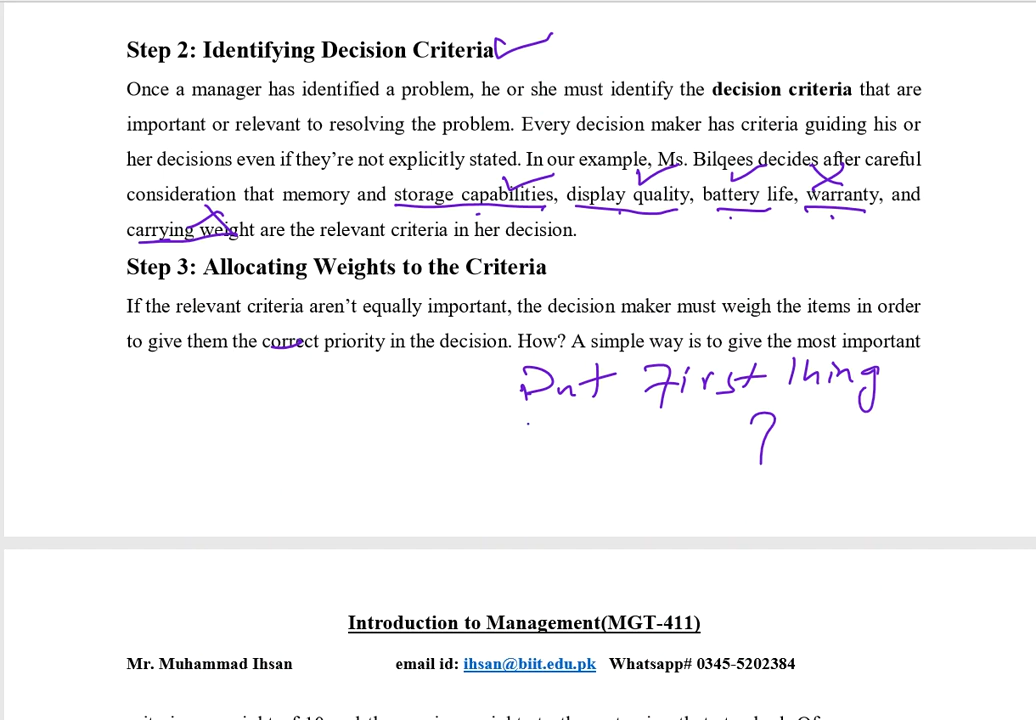 Step 2: Identifying Decision Criteria
Once a manager has identified a problem, he or she must identify the decision criteria that are
important or relevant to resolving the problem. Every decision maker has criteria guiding his or
her decisions even if they’re not explicitly stated. In our example, Ms. Bilqees decides after careful
consideration that memory and storage capabilities, display quality, battery life, warranty, and
carrying weight are the relevant criteria in her decision.
Step 3: Allocating Weights to the Criteria
If the relevant criteria aren’t equally important, the decision maker must weigh the items in order
to give them the correct priority in the decision. How? A simple way is to give the most important
Put First thing
?
Introduction to Management(MGT-411)
Mr. Muhammad Ihsan email id: ihsan@biit.edu.pk Whatsapp# 0345-5202384